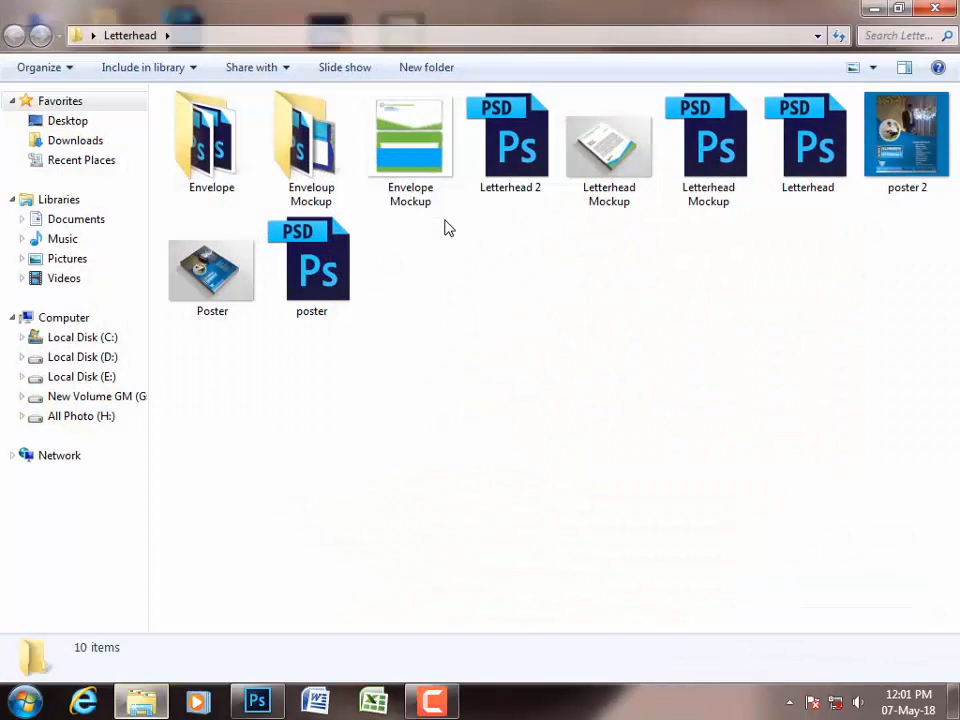 Letterhead
Search Lette...
Organize
Include in library
Share with
Slide show
New folder
Favorites
Desktop
Downloads
Recent Places
Libraries
Documents
Music
Pictures
Videos
Computer
Local Disk (C:)
Local Disk (D:)
Local Disk (E:)
New Volume GM (G
All Photo (H:)
Network
PSD
Ps
PSD
Ps
PSD
Ps
Envelope
Enveloup
Mockup
Envelope
Mockup
Letterhead 2
Letterhead
Mockup
Letterhead
Mockup
Letterhead
poster 2
PSD
Ps
Poster
poster
10 items
Ps
12:01 PM
07-May-18